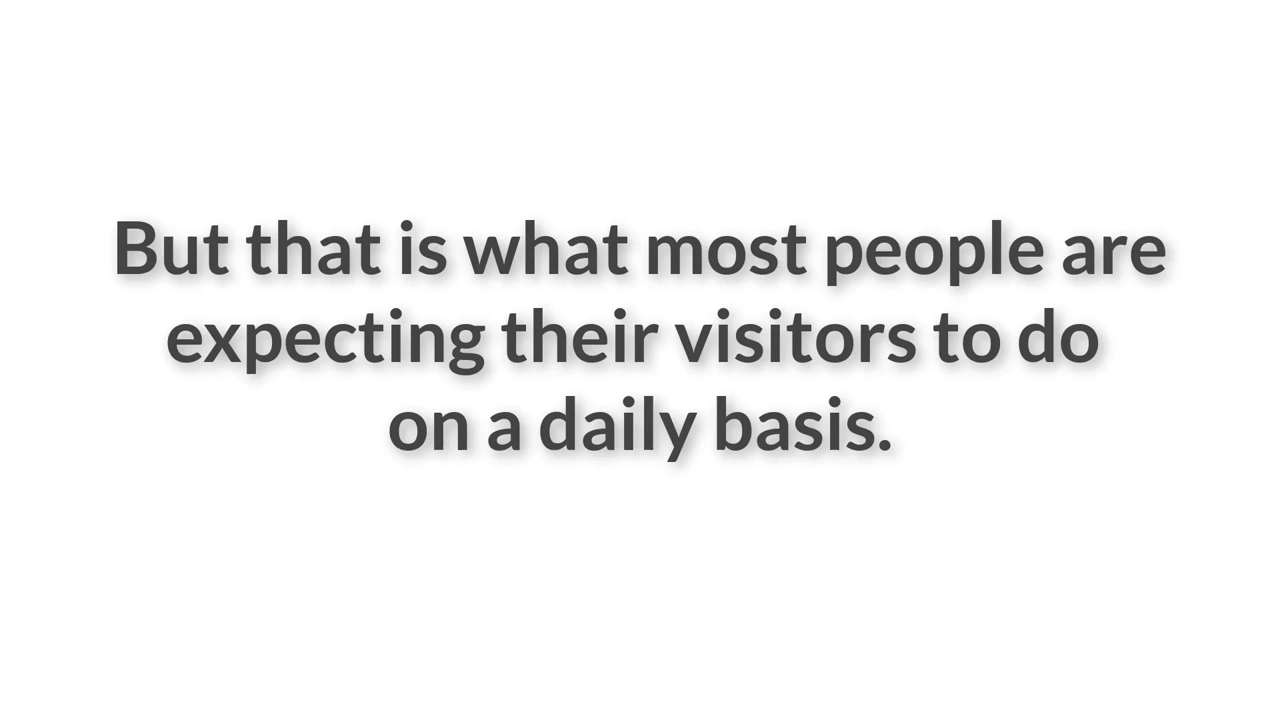 But that is what most people are
expecting their visitors to do
on a daily basis.